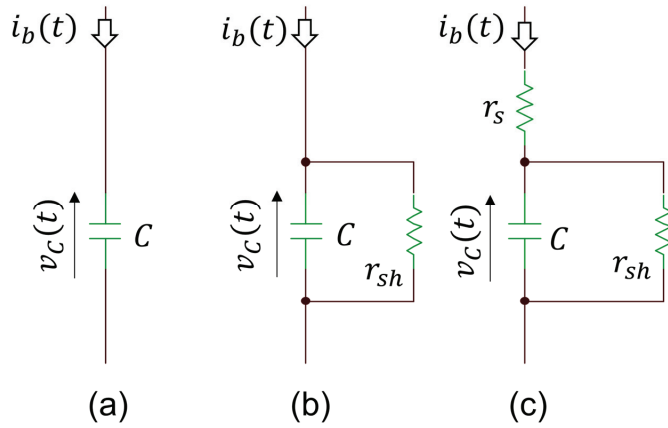 i_b(t) i_b(t) i_b(t)
r_s
v_C(t) C v_C(t) C r_sh v_C(t) C r_sh
(a) (b) (c)